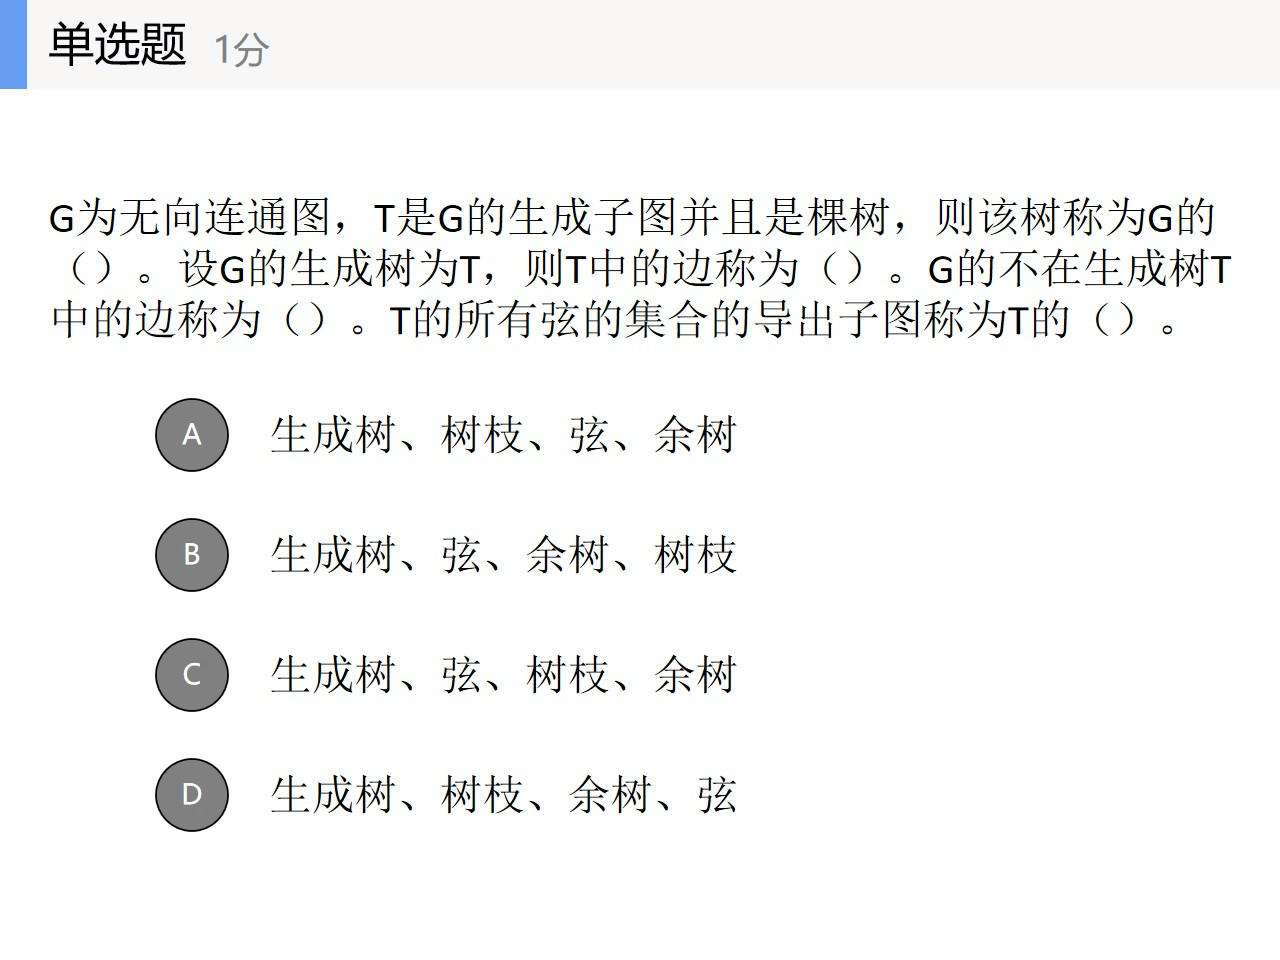 单选题 1分
G为无向连通图，T是G的生成子图并且是棵树，则该树称为G的
（）。设G的生成树为T，则T中的边称为（）。G的不在生成树T
中的边称为（）。T的所有弦的集合的导出子图称为T的（）。
A 生成树、树枝、弦、余树
B 生成树、弦、余树、树枝
C 生成树、弦、树枝、余树
D 生成树、树枝、余树、弦